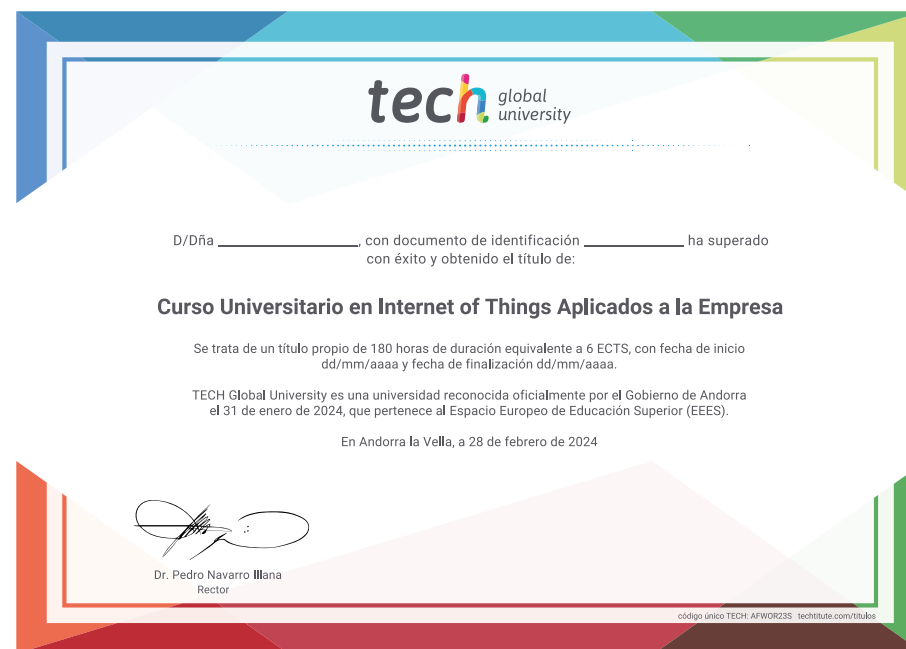 tech global university
D/Dña ____________________, con documento de identificación ______________ ha superado
con éxito y obtenido el título de:
Curso Universitario en Internet of Things Aplicados a la Empresa
Se trata de un título propio de 180 horas de duración equivalente a 6 ECTS, con fecha de inicio
dd/mm/aaaa y fecha de finalización dd/mm/aaaa.
TECH Global University es una universidad reconocida oficialmente por el Gobierno de Andorra
el 31 de enero de 2024, que pertenece al Espacio Europeo de Educación Superior (EEES).
En Andorra la Vella, a 28 de febrero de 2024
Dr. Pedro Navarro Illana
Rector
código único TECH: AFWOR23S techtitute.com/titulos